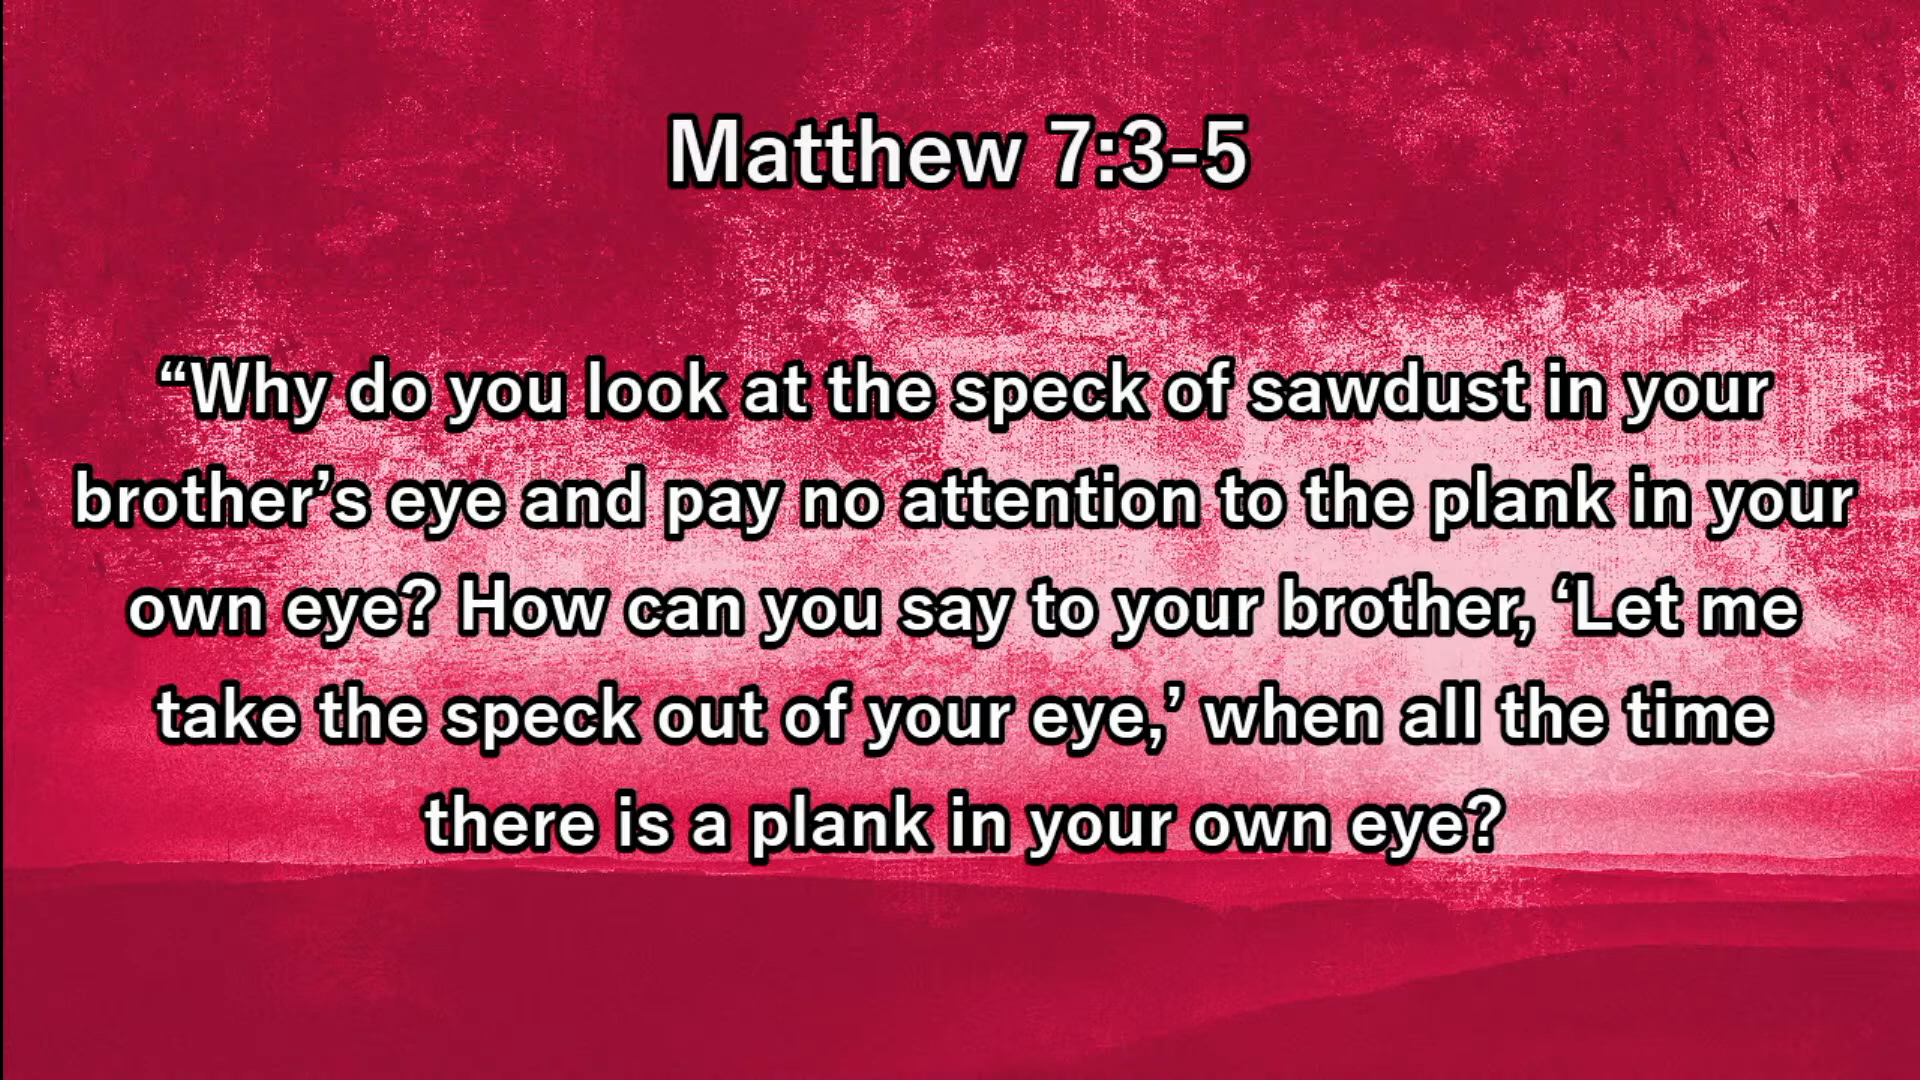 Matthew 7:3-5
“Why do you look at the speck of sawdust in your
brother’s eye and pay no attention to the plank in your
own eye? How can you say to your brother, ‘Let me
take the speck out of your eye,’ when all the time
there is a plank in your own eye?